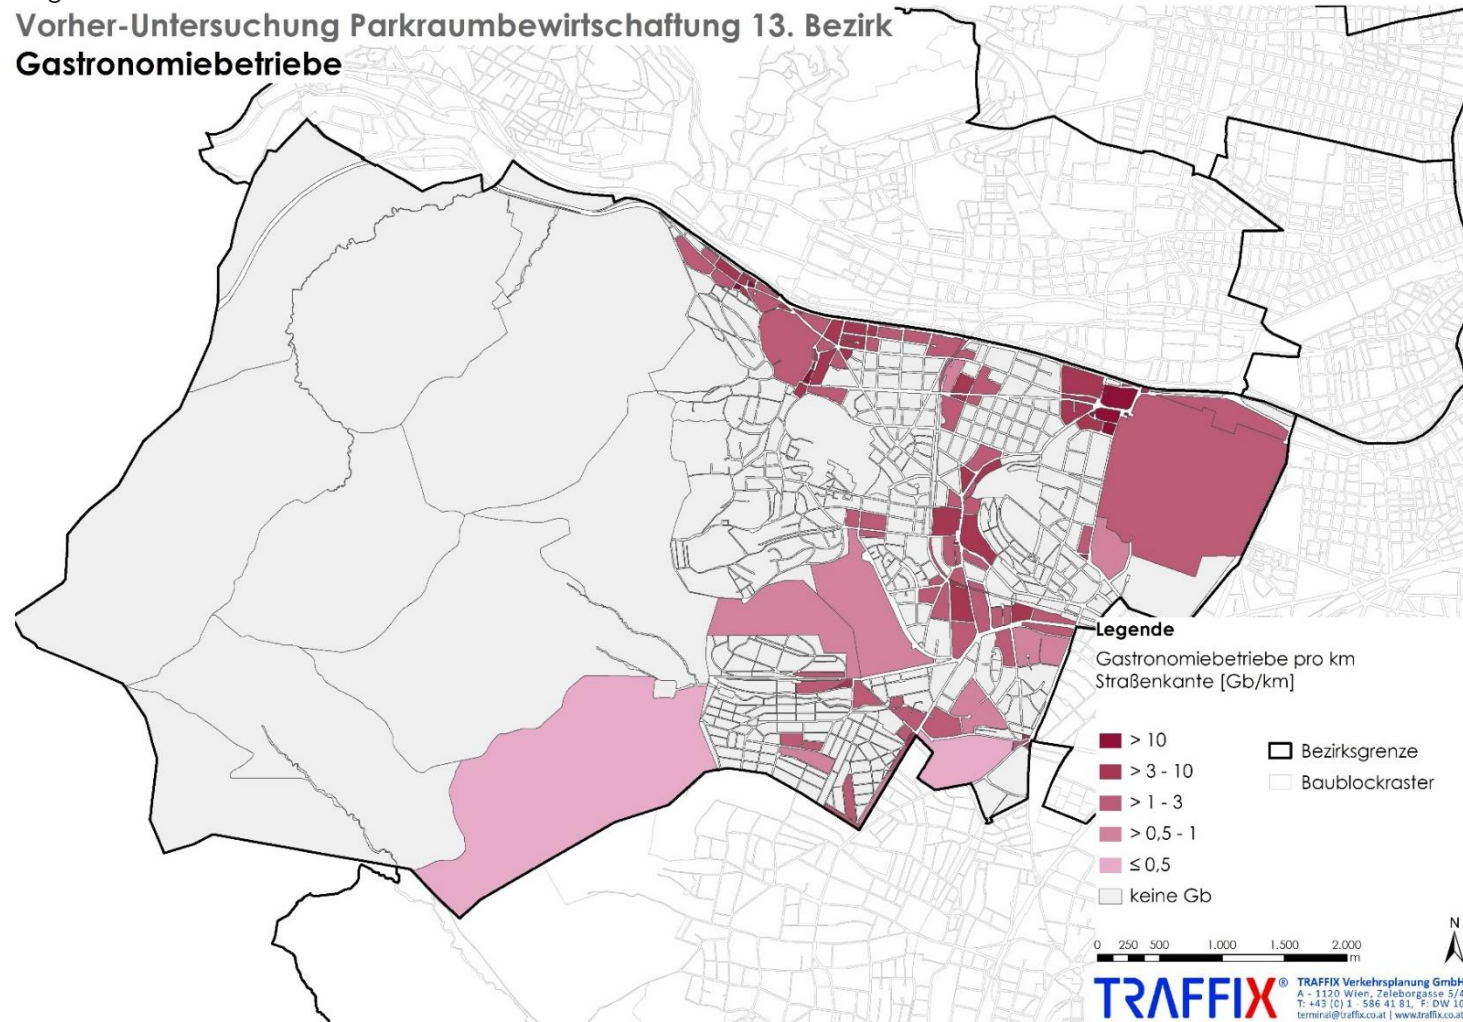 Vorher-Untersuchung Parkraumbewirtschaftung 13. Bezirk
Gastronomiebetriebe
Legende
Gastronomiebetriebe pro km
Straßenkante [Gb/km]
> 10
> 3 - 10
> 1 - 3
> 0,5 - 1
≤ 0,5
keine Gb
Bezirksgrenze
Baublockraster
N
0 250 500 1.000 1.500 2.000
m
TRAFFIX®
TRAFFIX Verkehrsplanung GmbH
A - 1120 Wien, Zeleborgasse 5/4
T: +43 (0) 1 - 586 41 81, F: DW 10
terminal@traffix.co.at | www.traffix.co.at